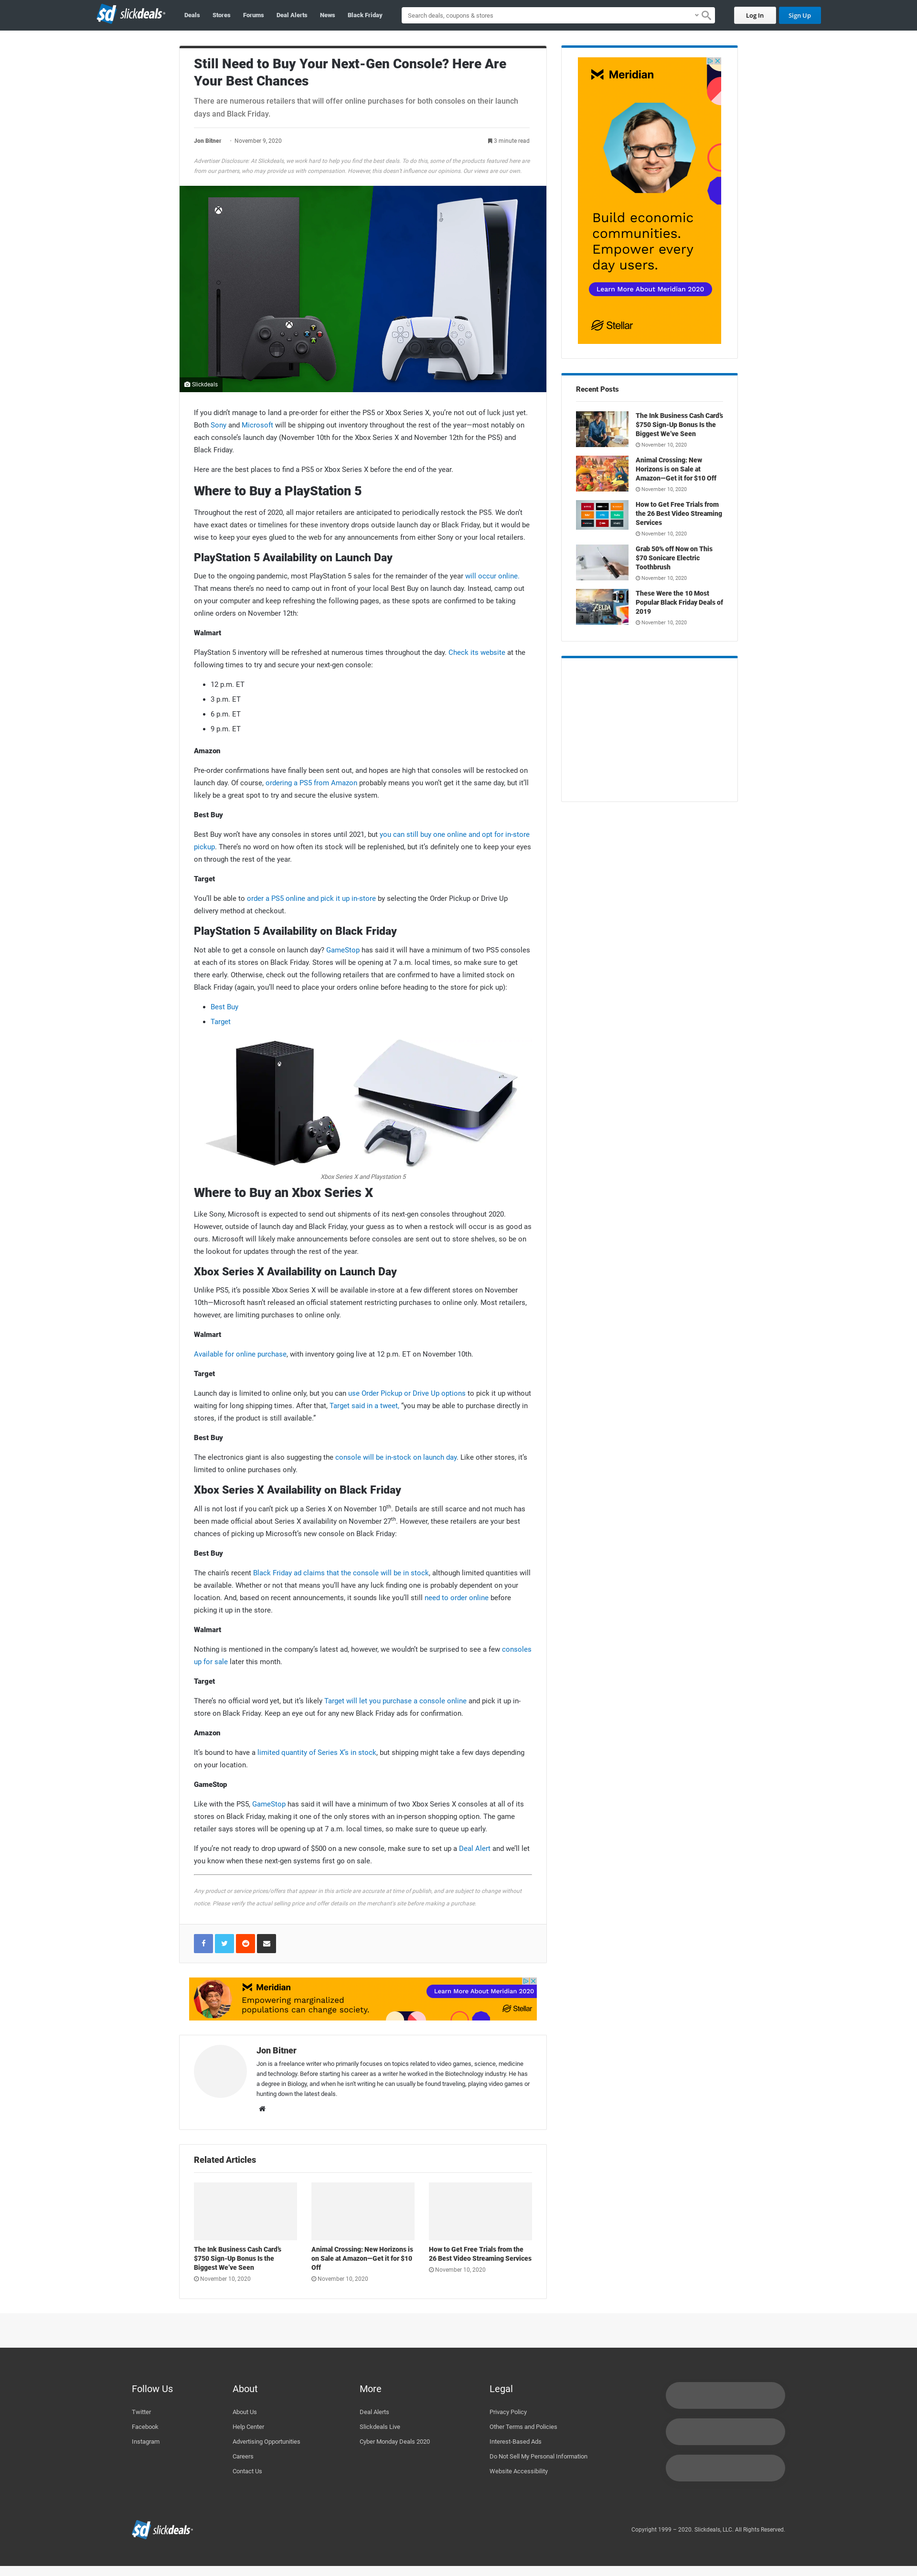 slickdeals
Deals Stores Forums Deal Alerts News Black Friday
Search deals, coupons & stores
Log In Sign Up
Still Need to Buy Your Next-Gen Console? Here Are
Your Best Chances
There are numerous retailers that will offer online purchases for both consoles on their launch
days and Black Friday.
Jon Bitner · November 9, 2020 3 minute read
Advertiser Disclosure: At Slickdeals, we work hard to help you find the best deals. To do this, some of the products featured here are
from our partners, who may provide us with compensastion. However, this doesn't influence our opinions. Our views are our own.
Slickdeals
If you didn't manage to land a pre-order for either the PS5 or Xbox Series X, you're not out of luck just yet.
Both Sony and Microsoft will be shipping out inventory throughout the rest of the year—most notably on
each console's launch day (November 10th for the Xbox Series X and November 12th for the PS5) and
Black Friday.
Here are the best places to find a PS5 or Xbox Series X before the end of the year.
Where to Buy a PlayStation 5
Throughout the rest of 2020, all major retailers are anticipated to periodically restock the PS5. We don't
have exact dates or timelines for these inventory drops outside launch day or Black Friday, but it would be
wise to keep your eyes glued to the web for any announcements from either Sony or your local retailers.
PlayStation 5 Availability on Launch Day
Due to the ongoing pandemic, most PlayStation 5 sales for the remainder of the year will occur online.
That means there's no need to camp out in front of your local Best Buy on launch day. Instead, camp out
on your computer and keep refreshing the following pages, as these spots are confirmed to be taking
online orders on November 12th:
Walmart
PlayStation 5 inventory will be refreshed at numerous times throughout the day. Check its website at the
following times to try and secure your next-gen console:
12 p.m. ET
3 p.m. ET
6 p.m. ET
9 p.m. ET
Amazon
Pre-order confirmations have finally been sent out, and hopes are high that consoles will be restocked on
launch day. Of course, ordering a PS5 from Amazon probably means you won't get it the same day, but it'll
likely be a great spot to try and secure the elusive system.
Best Buy
Best Buy won't have any consoles in stores until 2021, but you can still buy one online and opt for in-store
pickup. There's no word on how often its stock will be replenished, but it's definitely one to keep your eyes
on through the rest of the year.
Target
You'll be able to order a PS5 online and pick it up in-store by selecting the Order Pickup or Drive Up
delivery method at checkout.
PlayStation 5 Availability on Black Friday
Not able to get a console on launch day? GameStop has said it will have a minimum of two PS5 consoles
at each of its stores on Black Friday. Stores will be opening at 7 a.m. local times, so make sure to get
there early. Otherwise, check out the following retailers that are confirmed to have a limited stock on
Black Friday (again, you'll need to place your orders online before heading to the store for pick up):
Best Buy
Target
Xbox Series X and Playstation 5
Where to Buy an Xbox Series X
Like Sony, Microsoft is expected to send out shipments of its next-gen consoles throughout 2020.
However, outside of launch day and Black Friday, your guess as to when a restock will occur is as good as
ours. Microsoft will likely make announcements before consoles are sent out to store shelves, so be on
the lookout for updates through the rest of the year.
Xbox Series X Availability on Launch Day
Unlike PS5, it's possible Xbox Series X will be available in-store at a few different stores on November
10th—Microsoft hasn't released an official statement restricting purchases to online only. Most retailers,
however, are limiting purchases to online only.
Walmart
Available for online purchase, with inventory going live at 12 p.m. ET on November 10th.
Target
Launch day is limited to online only, but you can use Order Pickup or Drive Up options to pick it up without
waiting for long shipping times. After that, Target said in a tweet, "you may be able to purchase directly in
stores, if the product is still available."
Best Buy
The electronics giant is also suggesting the console will be in-stock on launch day. Like other stores, it's
limited to online purchases only.
Xbox Series X Availability on Black Friday
All is not lost if you can't pick up a Series X on November 10th. Details are still scarce and not much has
been made official about Series X availability on November 27th. However, these retailers are your best
chances of picking up Microsoft's new console on Black Friday:
Best Buy
The chain's recent Black Friday ad claims that the console will be in stock, although limited quantities will
be available. Whether or not that means you'll have any luck finding one is probably dependent on your
location. And, based on recent announcements, it sounds like you'll still need to order online before
picking it up in the store.
Walmart
Nothing is mentioned in the company's latest ad, however, we wouldn't be surprised to see a few consoles
up for sale later this month.
Target
There's no official word yet, but it's likely Target will let you purchase a console online and pick it up in-
store on Black Friday. Keep an eye out for any new Black Friday ads for confirmation.
Amazon
It's bound to have a limited quantity of Series X's in stock, but shipping might take a few days depending
on your location.
GameStop
Like with the PS5, GameStop has said it will have a minimum of two Xbox Series X consoles at all of its
stores on Black Friday, making it one of the only stores with an in-person shopping option. The game
retailer says stores will be opening up at 7 a.m. local times, so make sure to queue up early.
If you're not ready to drop upward of $500 on a new console, make sure to set up a Deal Alert and we'll let
you know when these next-gen systems first go on sale.
Any product or service prices/offers that appear in this article are accurate at time of publish, and are subject to change without
notice. Please verify the actual selling price and offer details on the merchant's site before making a purchase.
Meridian
Empowering marginalized
populations can change society.
Learn More About Meridian 2020
Stellar
Jon Bitner
Jon is a freelance writer who primarily focuses on topics related to video games, science, medicine
and technology. Before starting his career as a writer he worked in the Biotechnology industry. He has
a degree in Biology, and when he isn't writing he can usually be found traveling, playing video games or
hunting down the latest deals.
Related Articles
The Ink Business Cash Card's
$750 Sign-Up Bonus Is the
Biggest We've Seen
November 10, 2020
Animal Crossing: New Horizons is
on Sale at Amazon—Get it for $10
Off
November 10, 2020
How to Get Free Trials from the
26 Best Video Streaming Services
November 10, 2020
Meridian
Build economic
communities.
Empower every
day users.
Learn More About Meridian 2020
Stellar
Recent Posts
The Ink Business Cash Card's
$750 Sign-Up Bonus Is the
Biggest We've Seen
November 10, 2020
Animal Crossing: New
Horizons is on Sale at
Amazon—Get it for $10 Off
November 10, 2020
How to Get Free Trials from
the 26 Best Video Streaming
Services
November 10, 2020
Grab 50% off Now on This
$70 Sonicare Electric
Toothbrush
November 10, 2020
ZELDA
These Were the 10 Most
Popular Black Friday Deals of
2019
November 10, 2020
Follow Us
Twitter
Facebook
Instagram
About
About Us
Help Center
Advertising Opportunities
Careers
Contact Us
More
Deal Alerts
Slickdeals Live
Cyber Monday Deals 2020
Legal
Privacy Policy
Other Terms and Policies
Interest-Based Ads
Do Not Sell My Personal Information
Website Accessibility
slickdeals
Copyright 1999 – 2020. Slickdeals, LLC. All Rights Reserved.